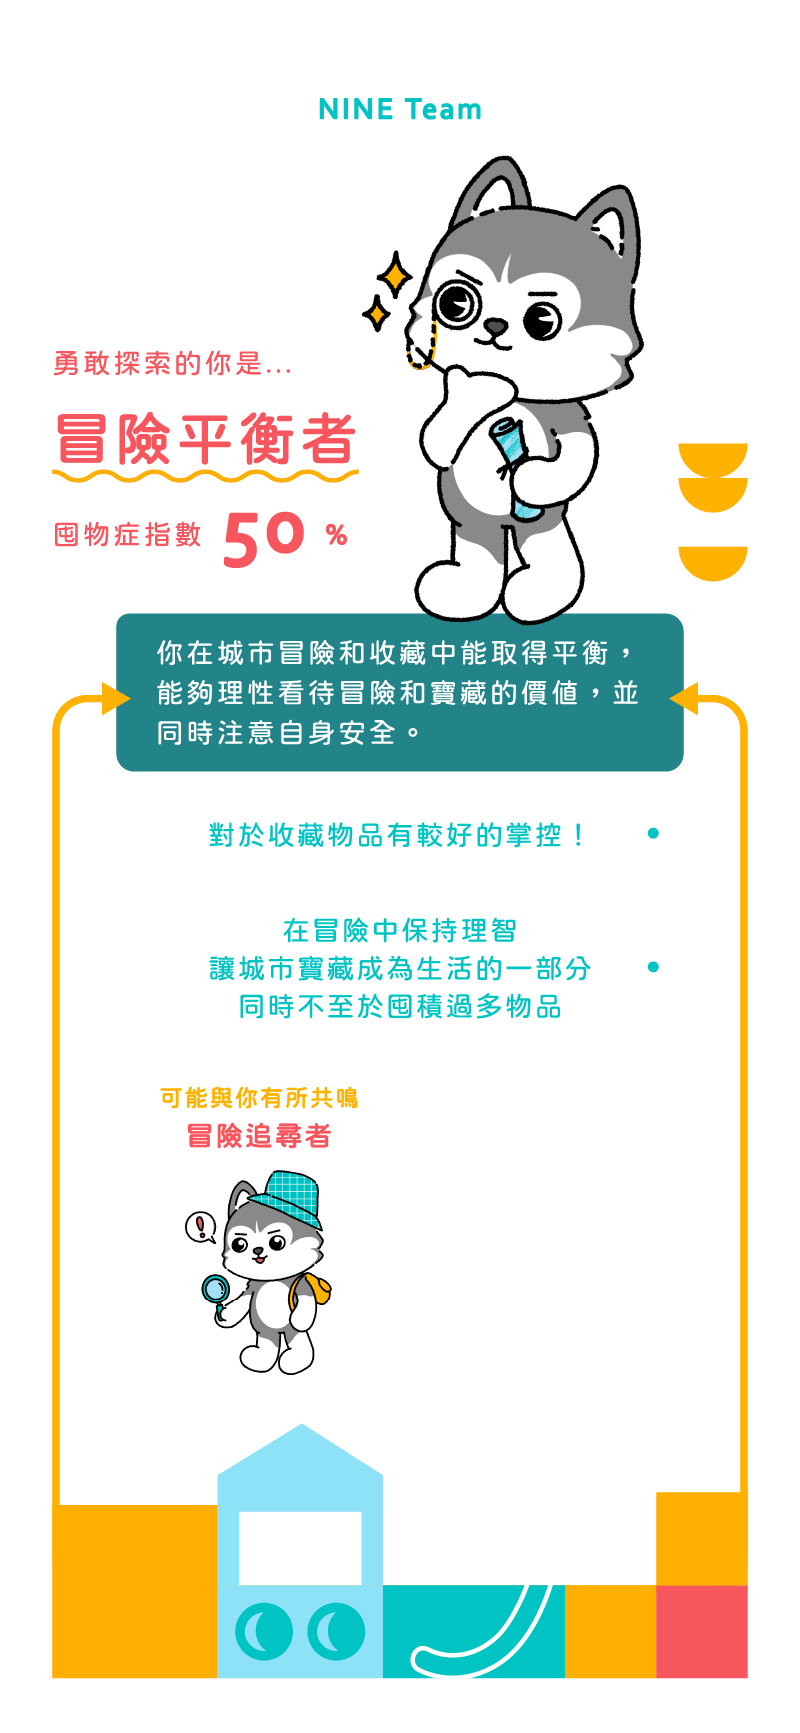 NINE Team
勇敢探索的你是...
冒險平衡者
囤物症指數 50 %
你在城市冒險和收藏中能取得平衡，
能夠理性看待冒險和寶藏的價值，並
同時注意自身安全。
對於收藏物品有較好的掌控！
在冒險中保持理智
讓城市寶藏成為生活的一部分
同時不至於囤積過多物品
可能與你有所共鳴
冒險追尋者
!